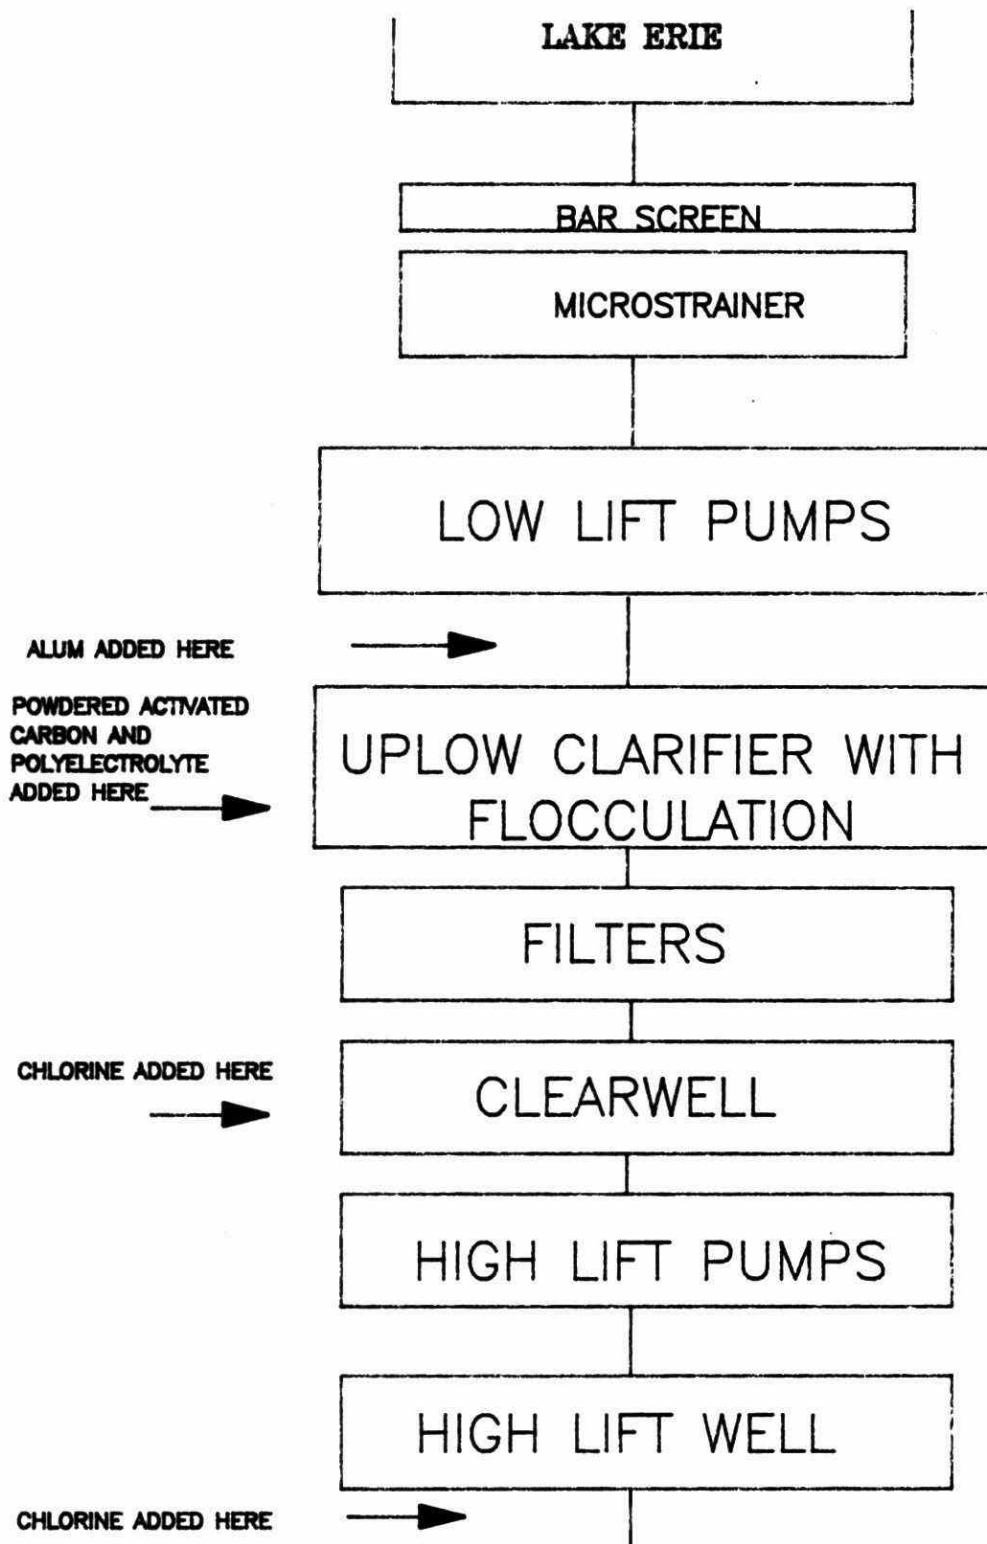 LAKE ERIE
BAR SCREEN
MICROSTRAINER
LOW LIFT PUMPS
ALUM ADDED HERE
POWDERED ACTIVATED
CARBON AND
POLYELECTROLYTE
ADDED HERE
UPLOW CLARIFIER WITH
FLOCCULATION
FILTERS
CHLORINE ADDED HERE
CLEARWELL
HIGH LIFT PUMPS
HIGH LIFT WELL
CHLORINE ADDED HERE